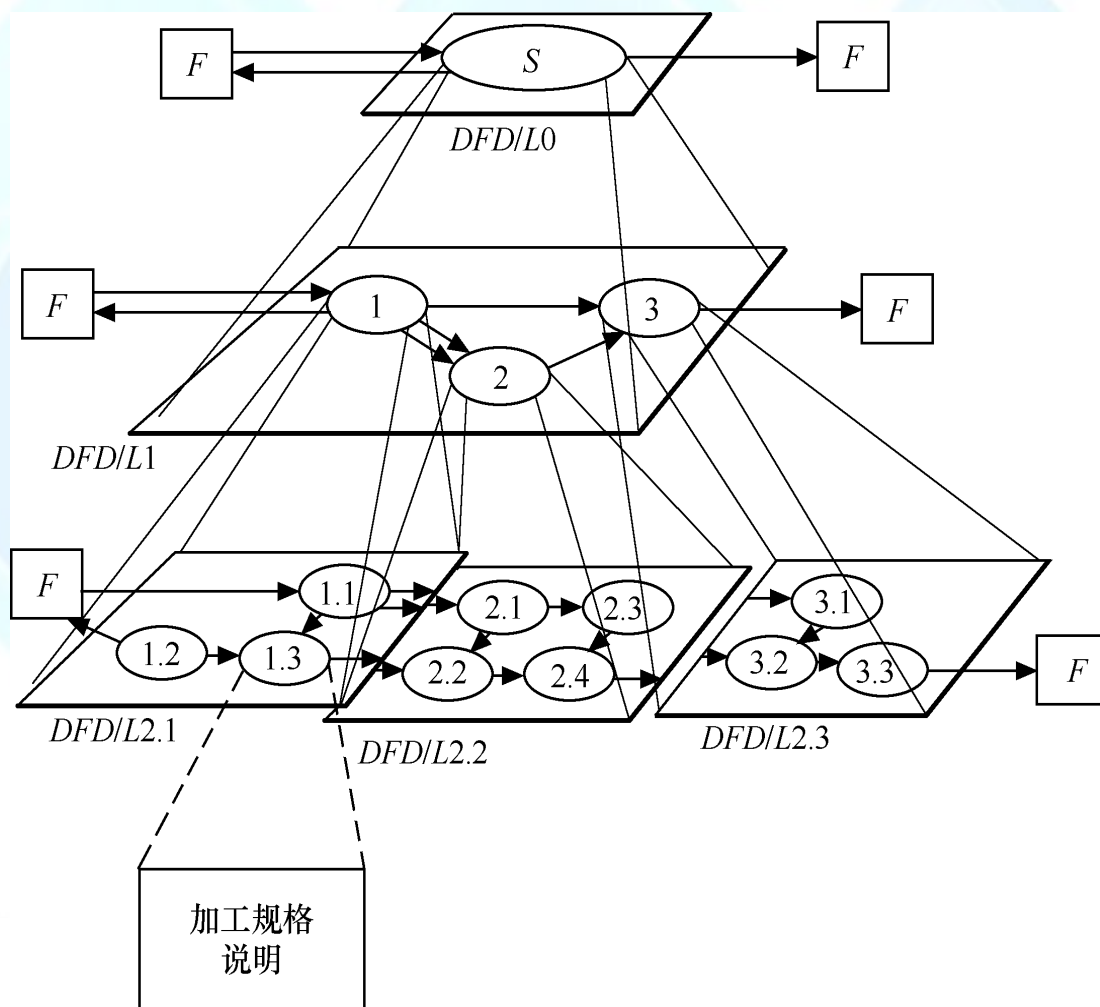 F
S
F
DFD/L0
F
1
3
F
2
DFD/L1
F
1.1
2.1
2.3
3.1
1.2
1.3
2.2
2.4
3.2
3.3
F
DFD/L2.1
DFD/L2.2
DFD/L2.3
加工规格
说明